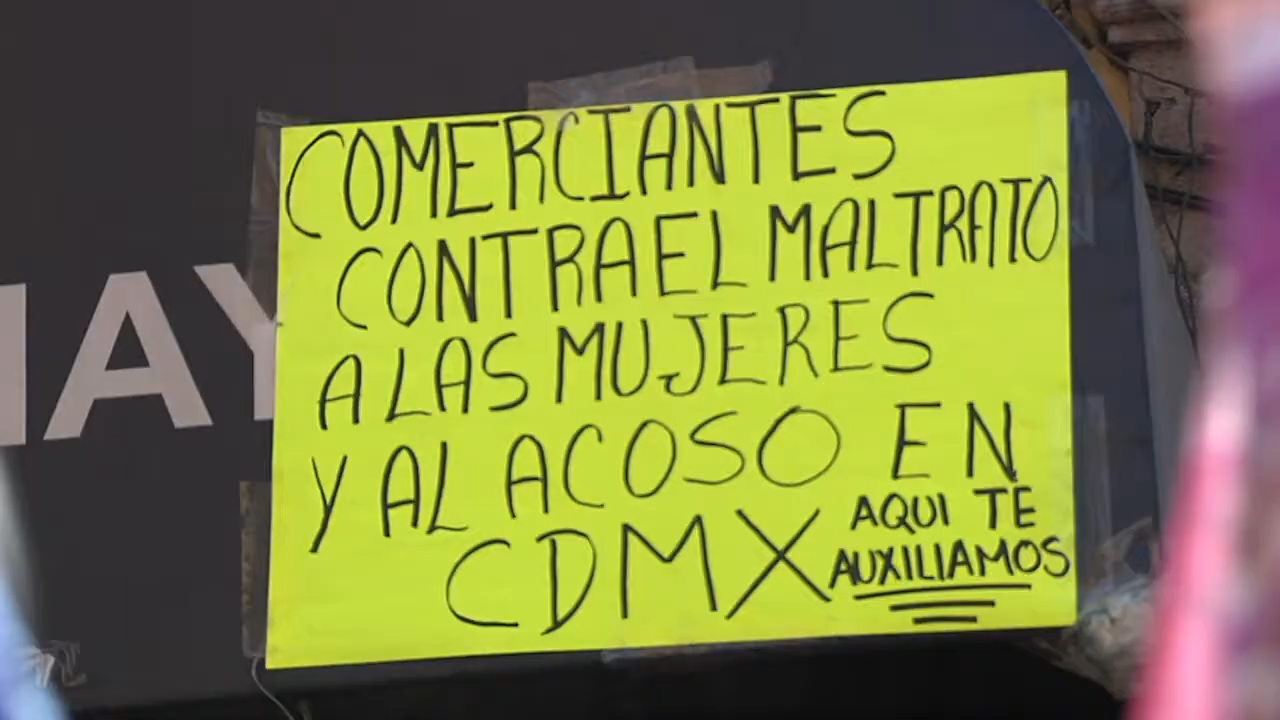 COMERCIANTES
CONTRA EL MALTRATO
A LAS MUJERES
Y AL ACOSO EN
CDMX AQUI TE
AUXILIAMOS